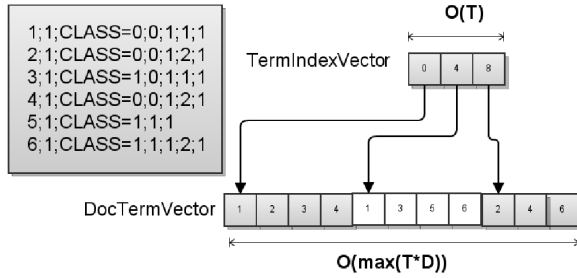 1;1;CLASS=0;0;1;1;1
2;1;CLASS=0;0;1;2;1
3;1;CLASS=1;0;1;1;1
4;1;CLASS=0;0;1;2;1
5;1;CLASS=1;1;1
6;1;CLASS=1;1;1;2;1
O(T)
TermIndexVector
0 4 8
DocTermVector
1 2 3 4 1 3 5 6 2 4 6
O(max(T*D))